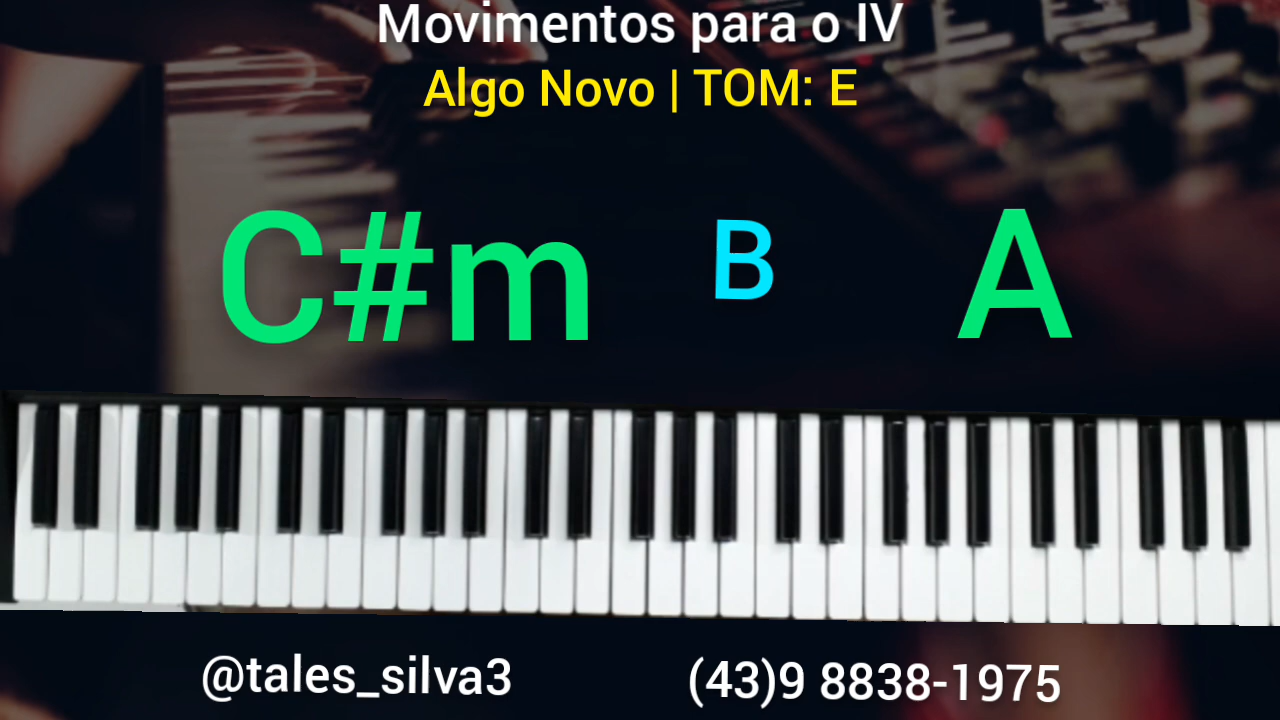 Movimentos para o IV
Algo Novo | TOM: E
C#m B A
@tales_silva3 (43)9 8838-1975